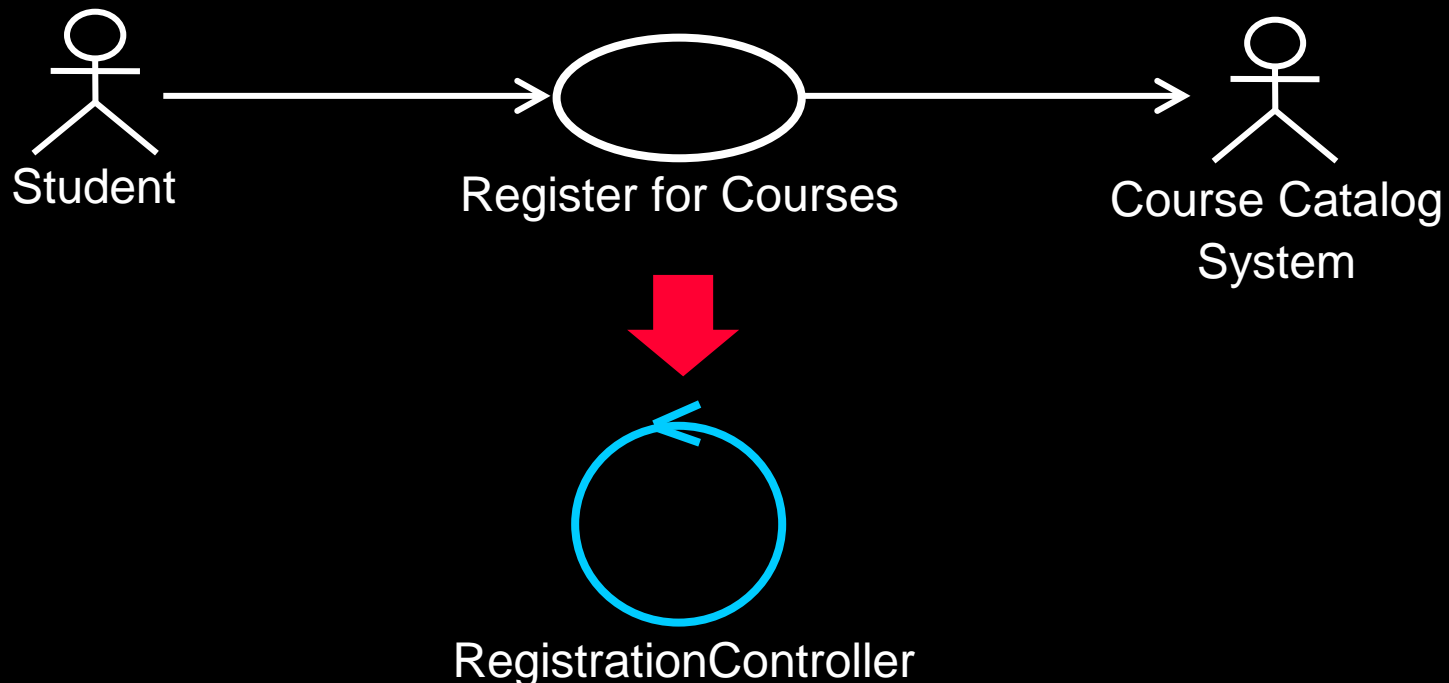 Student
Register for Courses
Course Catalog
System
RegistrationController